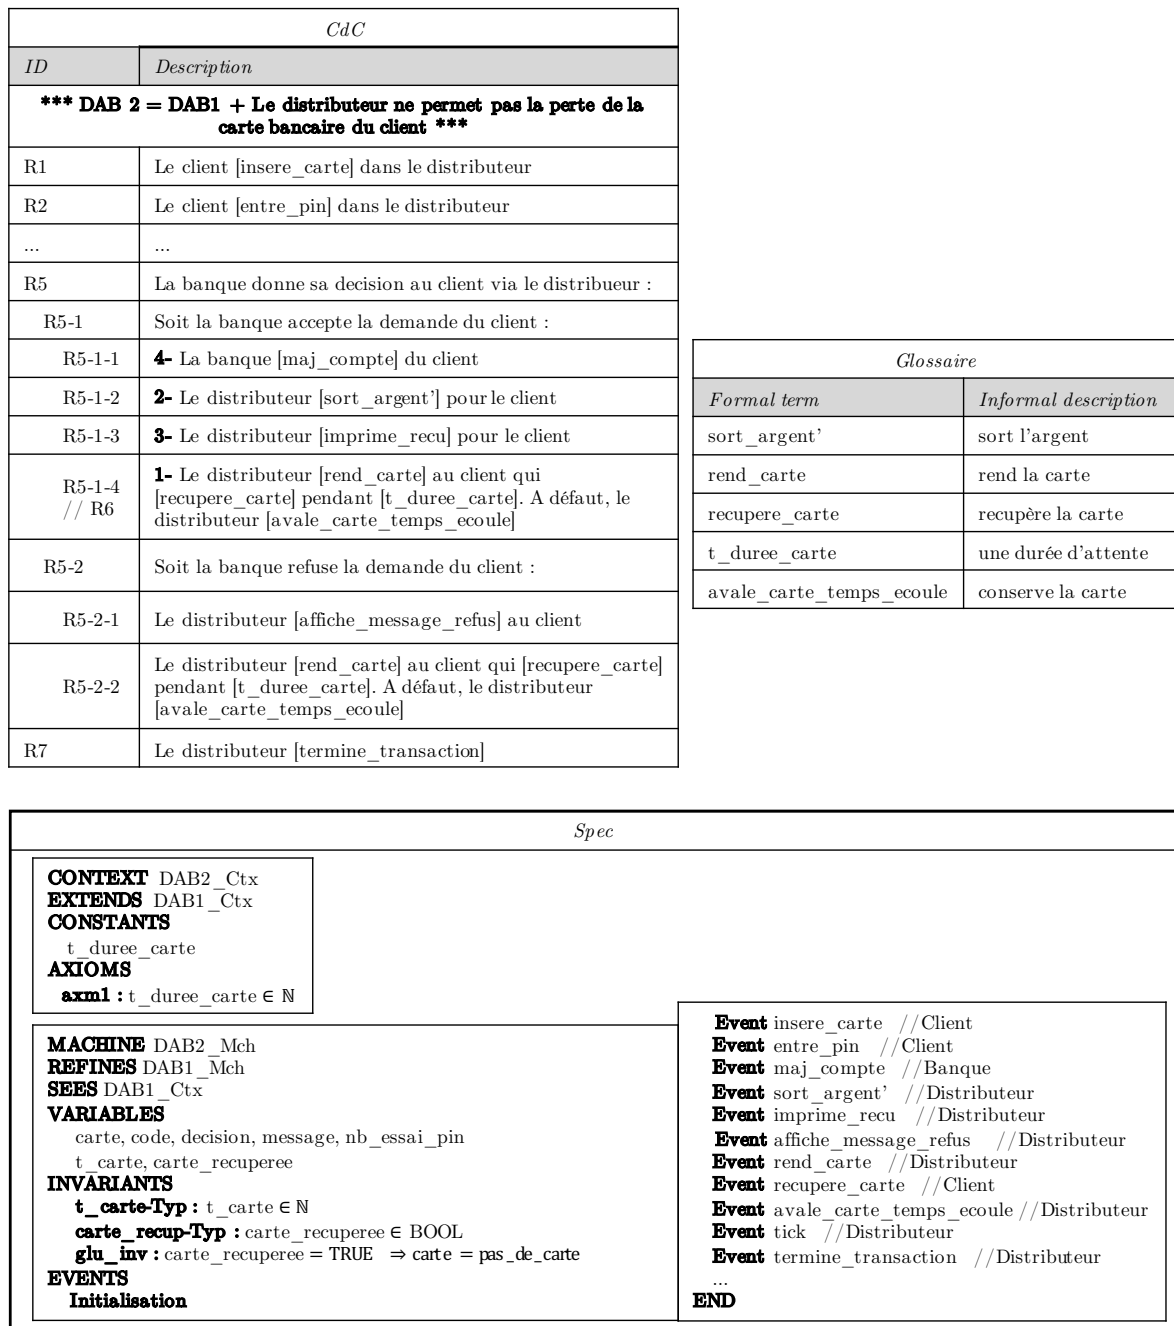 CdC
ID Description
*** DAB 2 = DAB1 + Le distributeur ne permet pas la perte de la
carte bancaire du client ***
R1 Le client [insere_carte] dans le distributeur
R2 Le client [entre_pin] dans le distributeur
... ...
R5 La banque donne sa decision au client via le distribueur :
R5-1 Soit la banque accepte la demande du client :
R5-1-1 4- La banque [maj_compte] du client
R5-1-2 2- Le distributeur [sort_argent'] pour le client
R5-1-3 3- Le distributeur [imprime_recu] pour le client
R5-1-4 // R6 1- Le distributeur [rend_carte] au client qui
[recupere_carte] pendant [t_duree_carte]. A défaut, le
distributeur [avale_carte_temps_ecoule]
R5-2 Soit la banque refuse la demande du client :
R5-2-1 Le distributeur [affiche_message_refus] au client
R5-2-2 Le distributeur [rend_carte] au client qui [recupere_carte]
pendant [t_duree_carte]. A défaut, le distributeur
[avale_carte_temps_ecoule]
R7 Le distributeur [termine_transaction]
Glossaire
Formal term Informal description
sort_argent' sort l'argent
rend_carte rend la carte
recupere_carte recupère la carte
t_duree_carte une durée d'attente
avale_carte_temps_ecoule conserve la carte
Spec
CONTEXT DAB2_Ctx
EXTENDS DAB1_Ctx
CONSTANTS
t_duree_carte
AXIOMS
axm1 : t_duree_carte ∈ ℕ
MACHINE DAB2_Mch
REFINES DAB1_Mch
SEES DAB1_Ctx
VARIABLES
carte, code, decision, message, nb_essai_pin
t_carte, carte_recuperee
INVARIANTS
t_carte-Typ : t_carte ∈ ℕ
carte_recup-Typ : carte_recuperee ∈ BOOL
glu_inv : carte_recuperee = TRUE ⇒ carte = pas_de_carte
EVENTS
Initialisation
Event insere_carte //Client
Event entre_pin //Client
Event maj_compte //Banque
Event sort_argent' //Distributeur
Event imprime_recu //Distributeur
Event affiche_message_refus //Distributeur
Event rend_carte //Distributeur
Event recupere_carte //Client
Event avale_carte_temps_ecoule //Distributeur
Event tick //Distributeur
Event termine_transaction //Distributeur
...
END